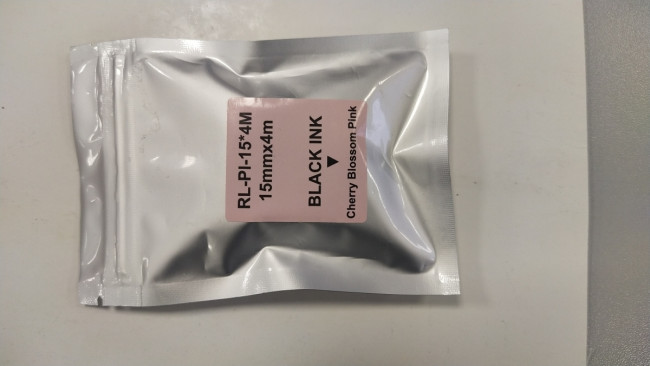 RL-PI-15*4M
15mmx4m
BLACK INK
▼
Cherry Blossom Pink